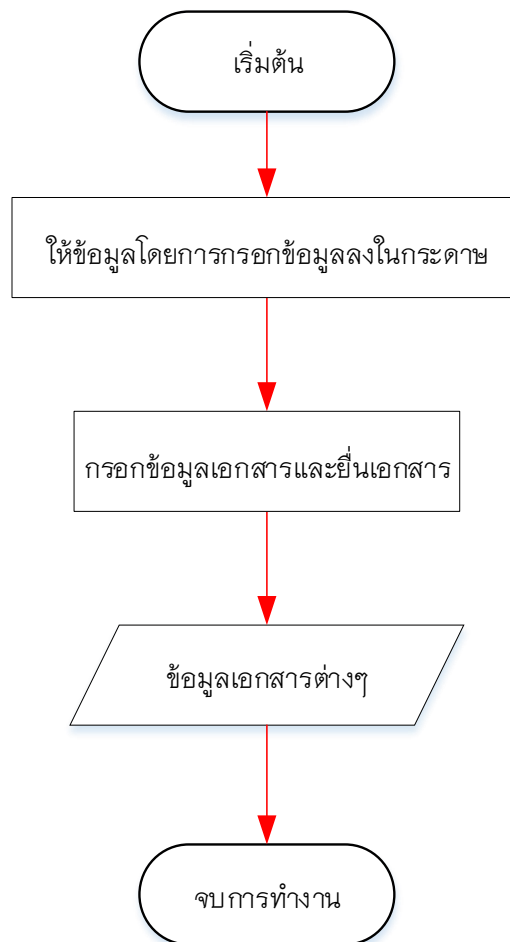 เริ่มต้น
ให้ข้อมูลโดยการกรอกข้อมูลลงในกระดาษ
กรอกข้อมูลเอกสารและยื่นเอกสาร
ข้อมูลเอกสารต่างๆ
จบการทำงาน